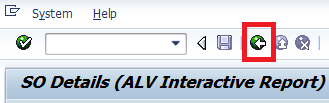 System Help
SO Details (ALV Interactive Report)